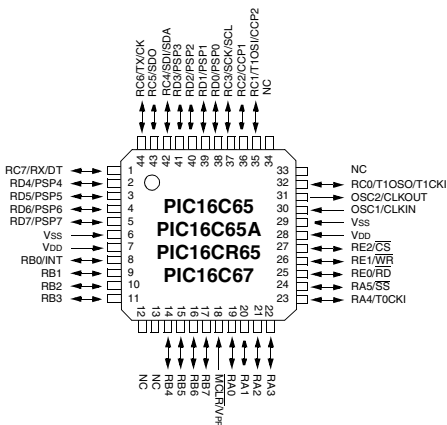 RC6/TX/CK
RC5/SDO
RC4/SDI/SDA
RD3/PSP3
RD2/PSP2
RD1/PSP1
RD0/PSP0
RC3/SCK/SCL
RC2/CCP1
RC1/T1OSI/CCP2
NC
44
43
42
41
40
39
38
37
36
35
34
RC7/RX/DT
RD4/PSP4
RD5/PSP5
RD6/PSP6
RD7/PSP7
VSS
VDD
RB0/INT
RB1
RB2
RB3
1
2
3
4
5
6
7
8
9
10
11
PIC16C65
PIC16C65A
PIC16CR65
PIC16C67
33
32
31
30
29
28
27
26
25
24
23
NC
RC0/T1OSO/T1CKI
OSC2/CLKOUT
OSC1/CLKIN
VSS
VDD
RE2/CS
RE1/WR
RE0/RD
RA5/SS
RA4/T0CKI
12
13
14
15
16
17
18
19
20
21
22
NC
NC
RB4
RB5
RB6
RB7
MCLR/VPP
RA0
RA1
RA2
RA3